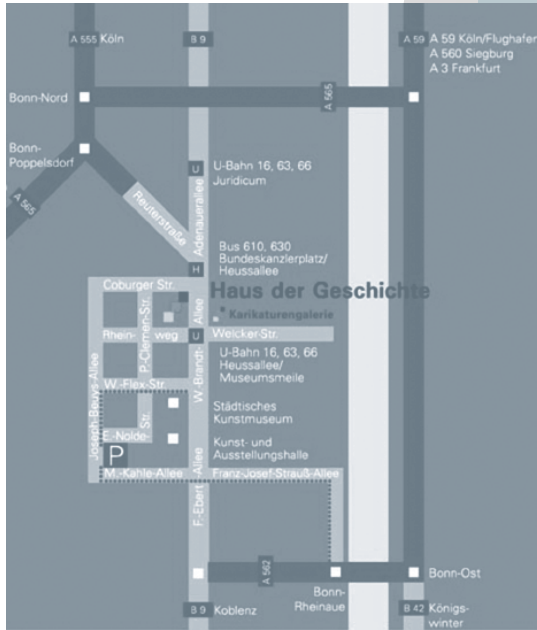 A 555 Köln
B 9
A 59
A 59 Köln/Flughafen
A 560 Siegburg
A 3 Frankfurt
Bonn-Nord
A 565
Bonn-
Poppelsdorf
A 565
Reuterstraße
Adenauerallee
U
U-Bahn 16, 63, 66
Juridicum
Bus 610, 630
Bundeskanzlerplatz/
Heussallee
H
Coburger Str.
Haus der Geschichte
Karikaturengalerie
P.-Clemen-Str.
W.-Brandt-
Allee
Rhein-
weg
U
Welcker-Str.
U-Bahn 16, 63, 66
Heussallee/
Museumsmeile
Joseph-Beuys-Allee
W.-Flex-Str.
Städtisches
Kunstmuseum
E.-Nolde-
Str.
Kunst- und
Ausstellungshalle
P
M.-Kahle-Allee
Franz-Josef-Strauß-Allee
F.-Ebert-
Allee
A 562
Bonn-Ost
Bonn-
Rheinaue
B 9 Koblenz
B 42 Königs-
winter